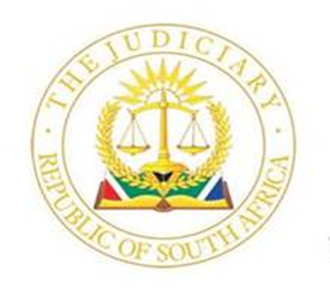 · THE JUDICIARY ·
REPUBLIC OF SOUTH AFRICA